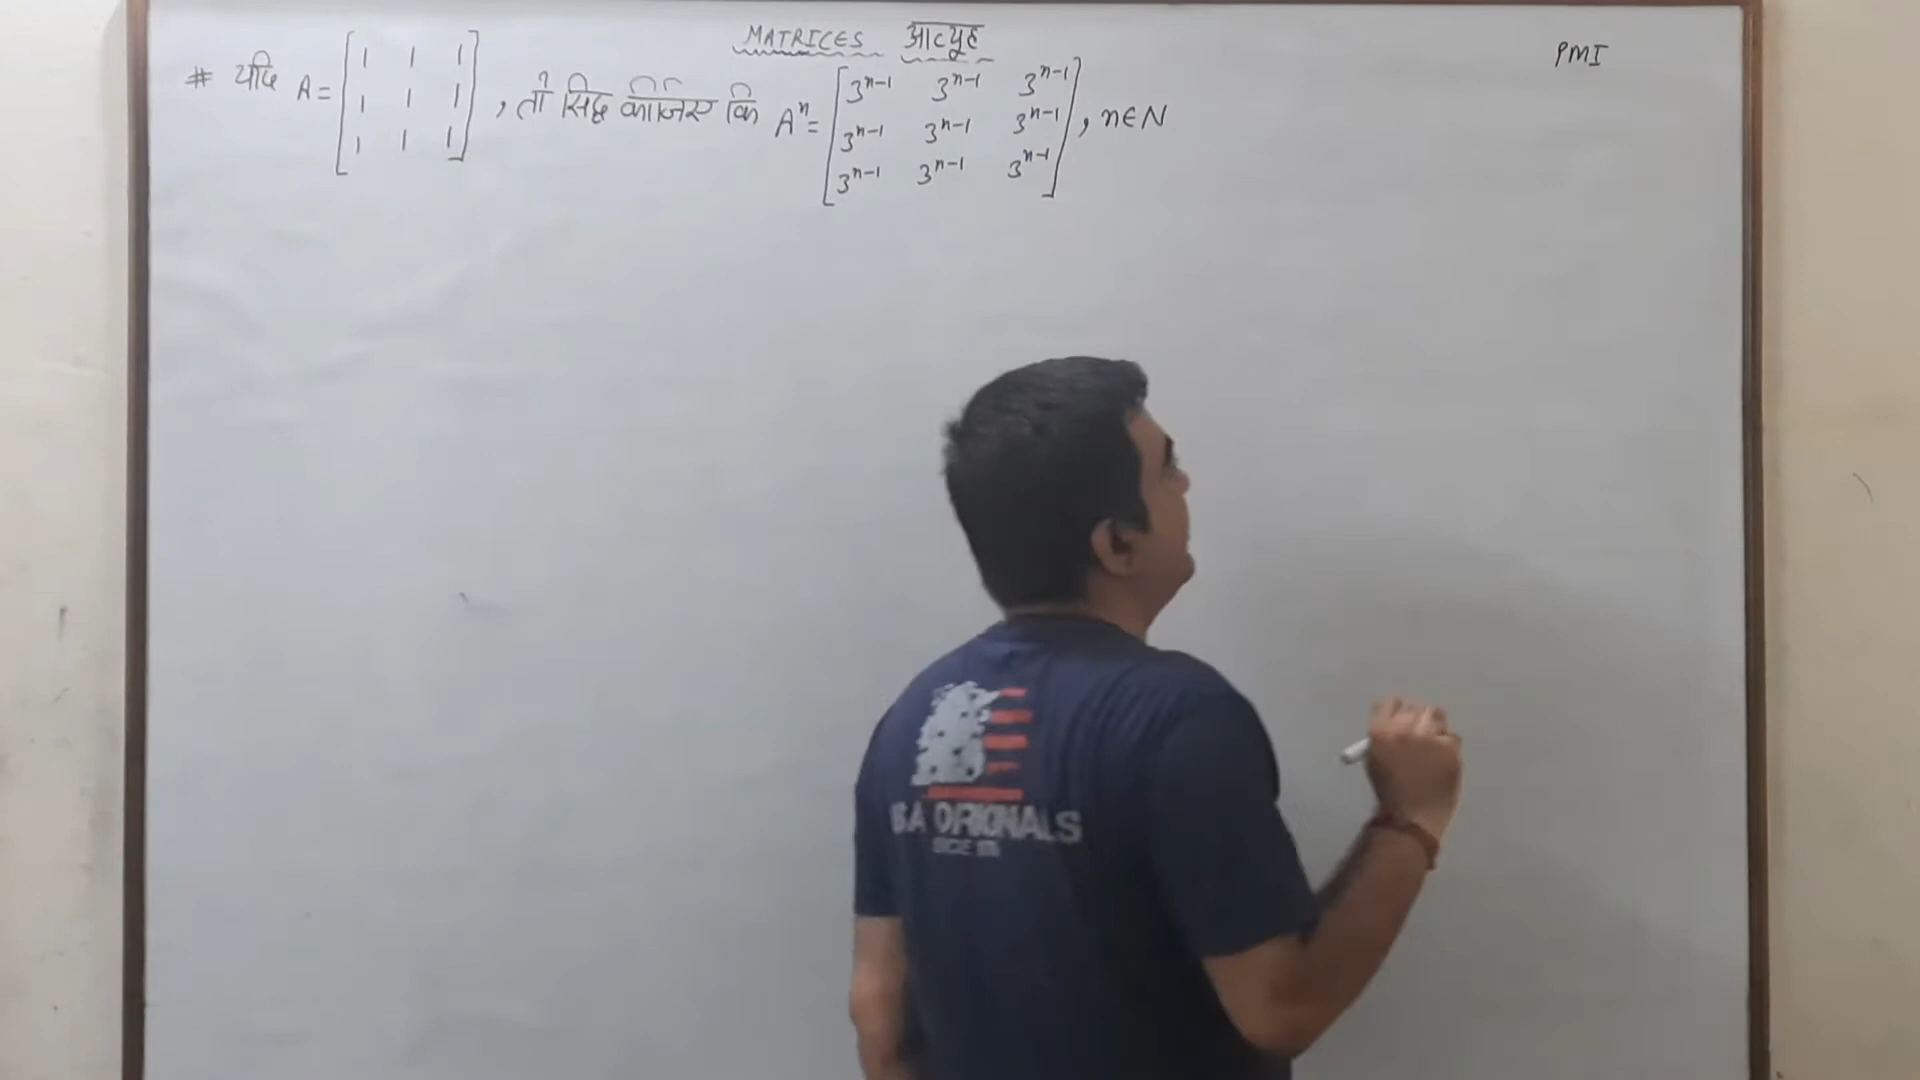 MATRICES आव्यूह
PMI
# यदि A = [1 1 1
1 1 1
1 1 1] , तो सिद्ध कीजिए कि Aⁿ = [3ⁿ⁻¹ 3ⁿ⁻¹ 3ⁿ⁻¹
3ⁿ⁻¹ 3ⁿ⁻¹ 3ⁿ⁻¹
3ⁿ⁻¹ 3ⁿ⁻¹ 3ⁿ⁻¹] , n∈N
ORIGINALS